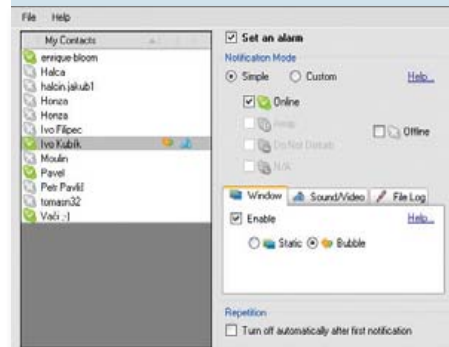 File Help
My Contacts
enrique-bloom
Halca
halcin.jakub1
Honza
Honza
Ivo Filipec
Ivo Kubík
Moulin
Pavel
Petr Pavliš
tomasn32
Vači ;-)
Set an alarm
Notification Mode
Simple Custom Help...
Online
Away
Do Not Disturb
N/A
Offline
Window Sound/Video File Log
Enable Help...
Static Bubble
Repetition
Turn off automatically after first notification